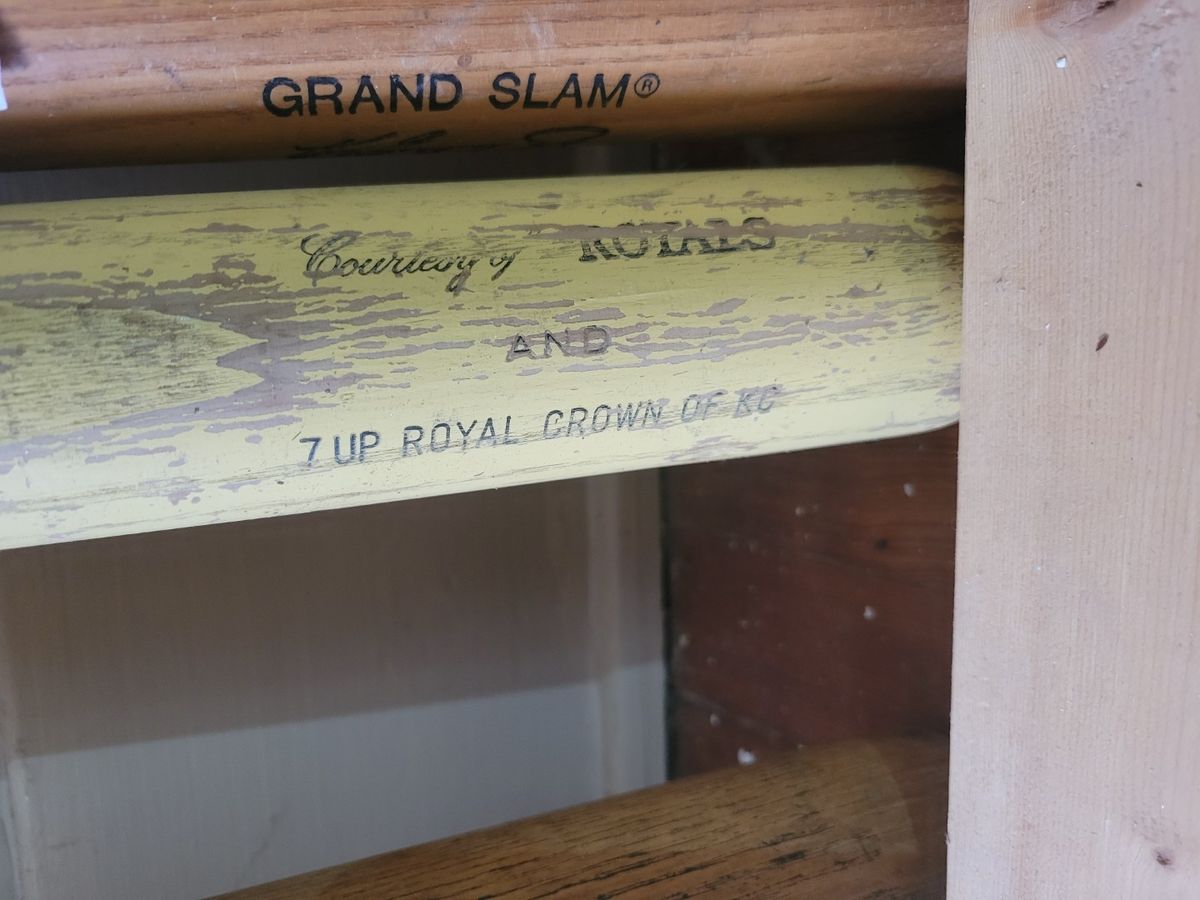 GRAND SLAM®
Courtesy of ROYALS
AND
7 UP ROYAL CROWN OF KC